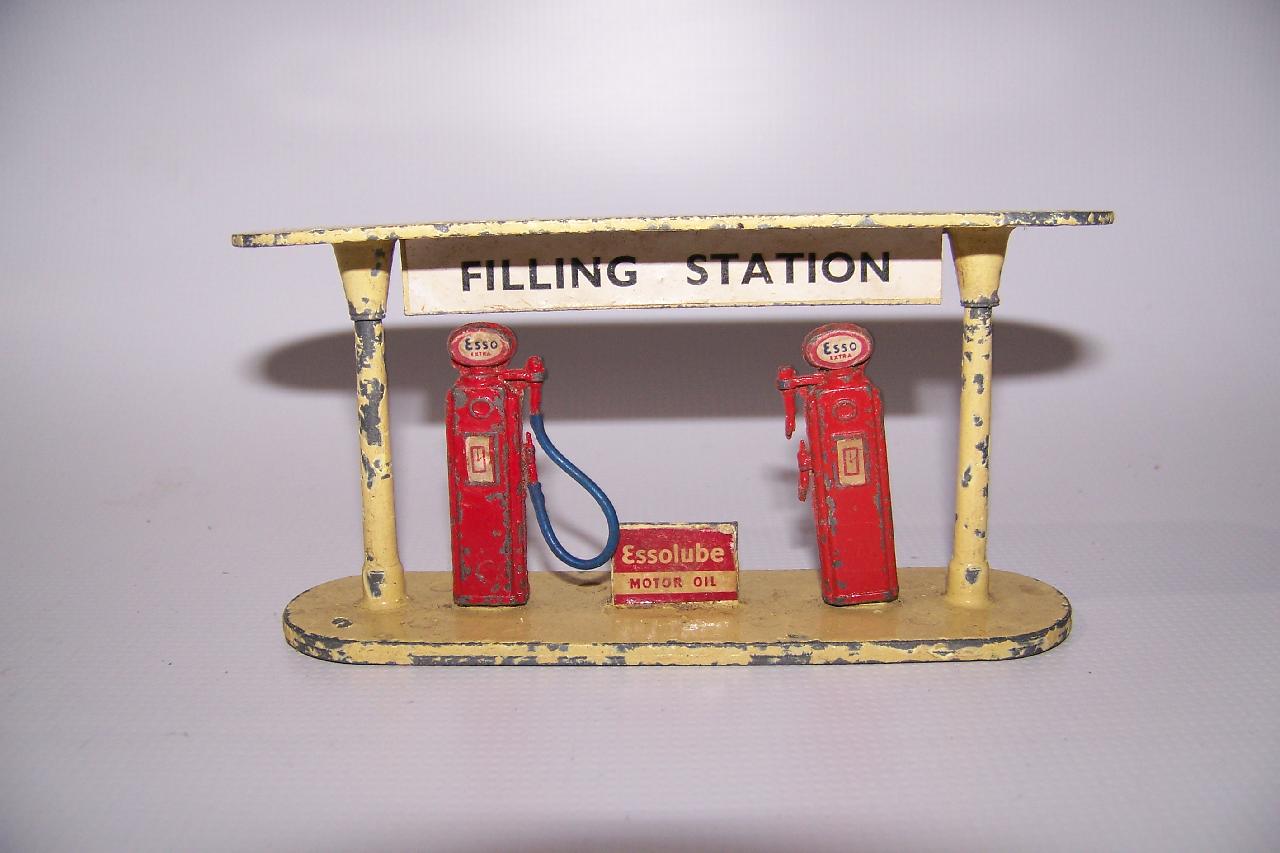 FILLING STATION
Esso
EXTRA
Esso
EXTRA
Essolube
MOTOR OIL